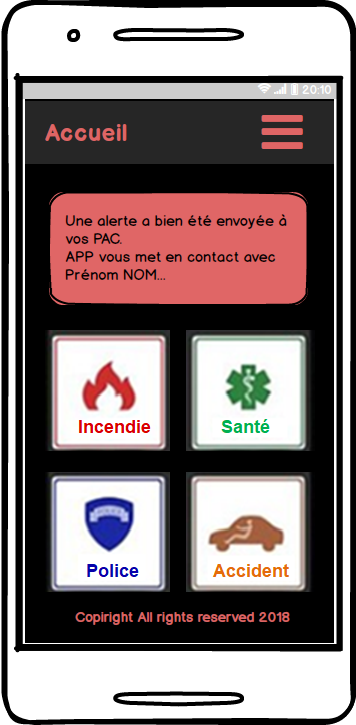 20:10
Accueil
Une alerte a bien été envoyée à
vos PAC.
APP vous met en contact avec
Prénom NOM...
Incendie
Santé
Police
Accident
Copiright All rights reserved 2018